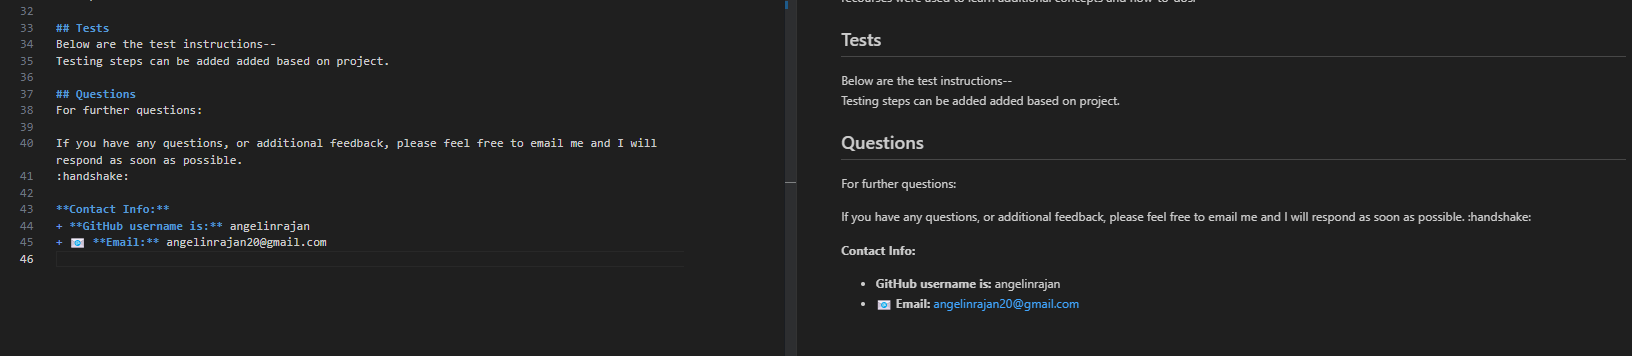 32
33 ## Tests
34 Below are the test instructions--
35 Testing steps can be added added based on project.
36
37 ## Questions
38 For further questions:
39
40 If you have any questions, or additional feedback, please feel free to email me and I will
respond as soon as possible.
41 :handshake:
42
43 **Contact Info:**
44 + **GitHub username is:** angelinrajan
45 + 📧 **Email:** angelinrajan20@gmail.com
46
Tests
Below are the test instructions--
Testing steps can be added added based on project.
Questions
For further questions:
If you have any questions, or additional feedback, please feel free to email me and I will respond as soon as possible. :handshake:
Contact Info:
• GitHub username is: angelinrajan
• 📧 Email: angelinrajan20@gmail.com